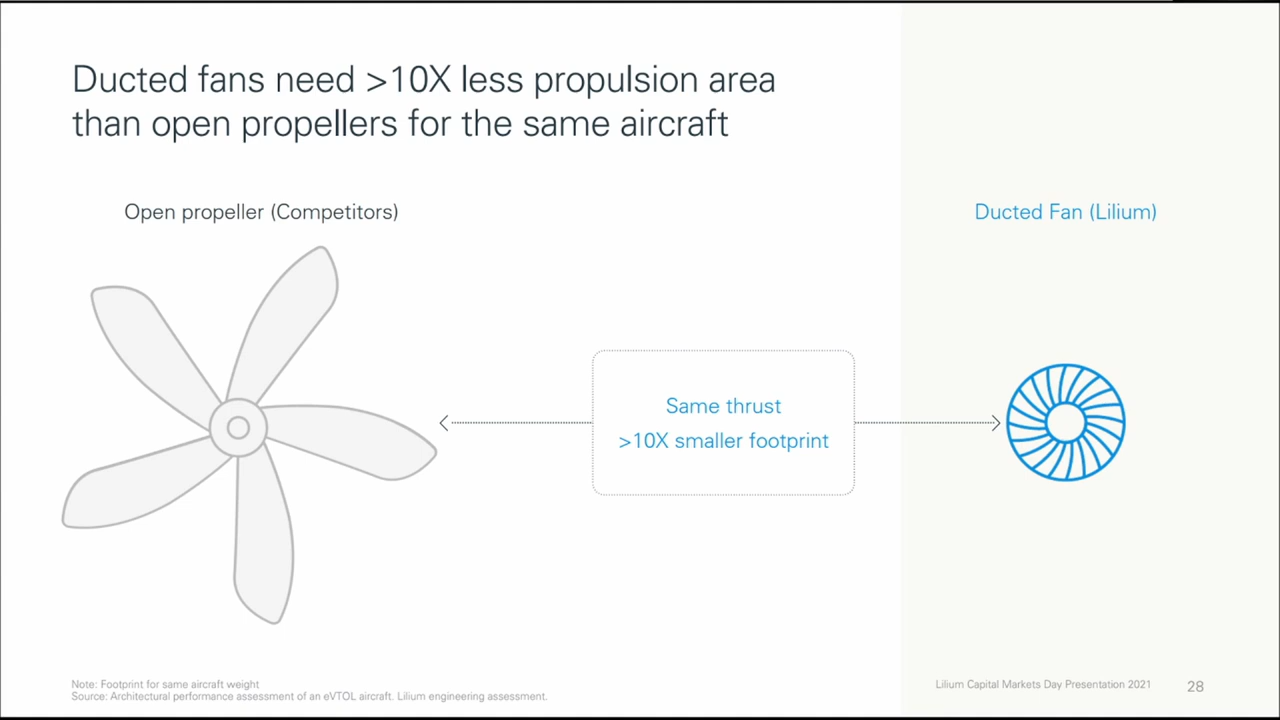 Ducted fans need >10X less propulsion area
than open propellers for the same aircraft
Open propeller (Competitors)
Ducted Fan (Lilium)
Same thrust
>10X smaller footprint
Note: Footprint for same aircraft weight
Source: Architectural performance assessment of an eVTOL aircraft. Lilium engineering assessment.
Lilium Capital Markets Day Presentation 2021
28